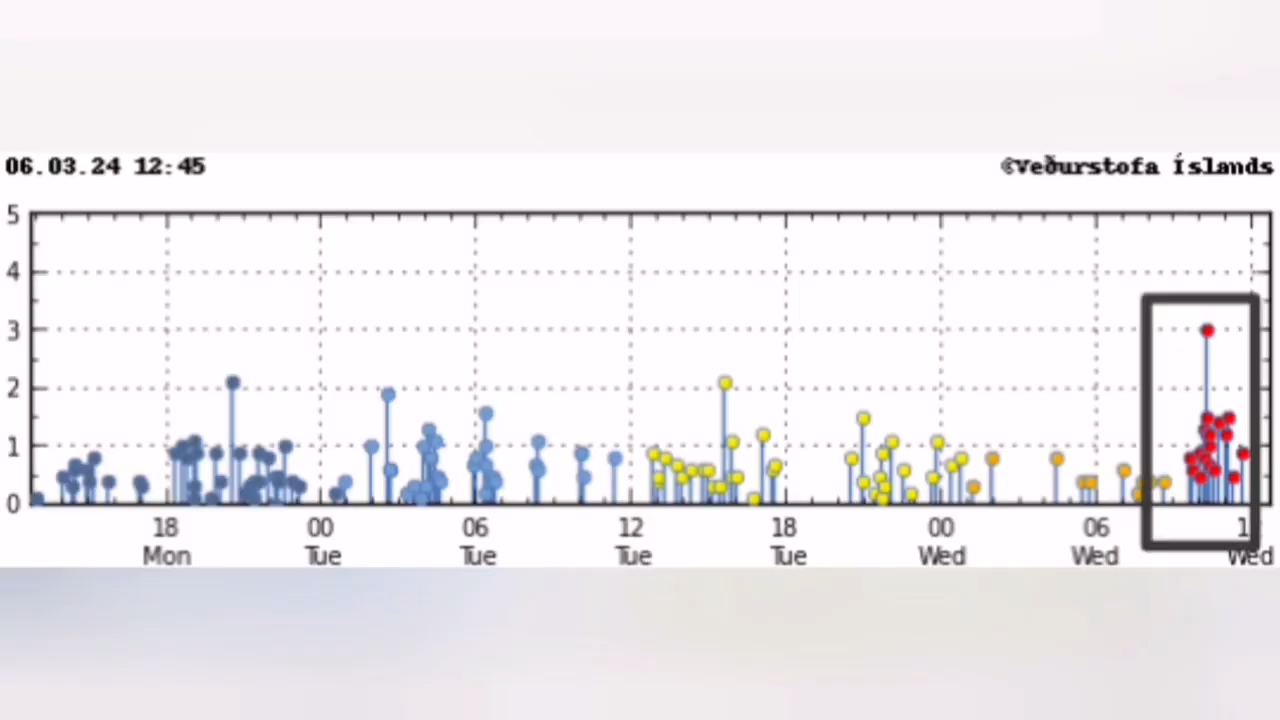 06.03.24 12:45
©Veðurstofa Íslands
5
4
3
2
1
0
18 00 06 12 18 00 06 1
Mon Tue Tue Tue Tue Wed Wed Wed